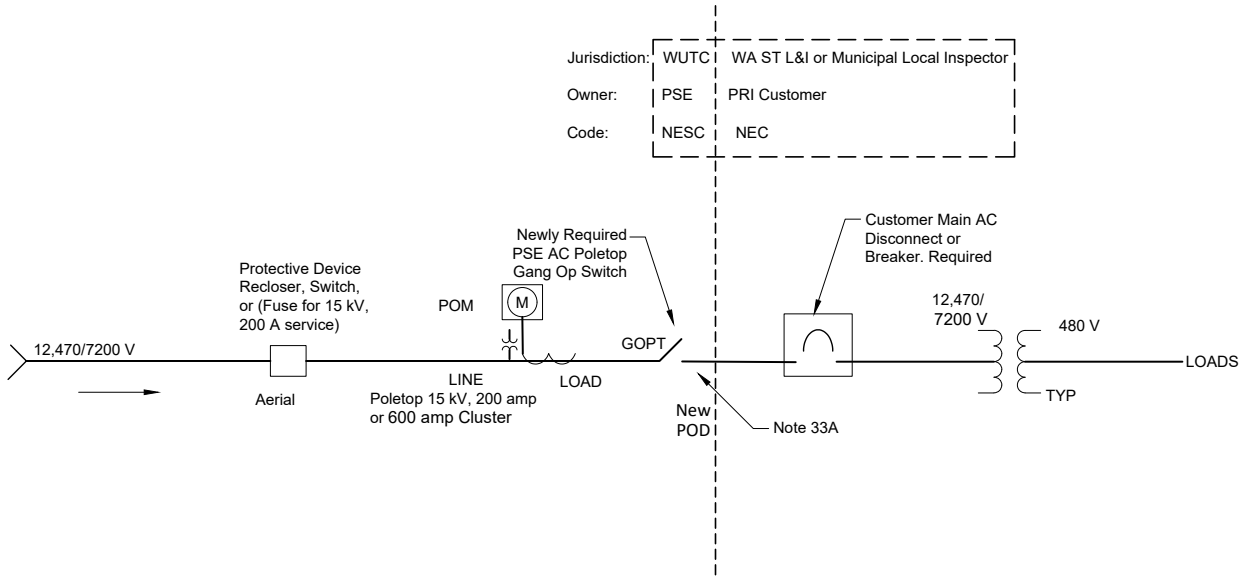 Jurisdiction: WUTC WA ST L&I or Municipal Local Inspector
Owner: PSE PRI Customer
Code: NESC NEC
Newly Required
PSE AC Poletop
Gang Op Switch
Customer Main AC
Disconnect or
Breaker. Required
Protective Device
Recloser, Switch,
or (Fuse for 15 kV,
200 A service)
POM
M
12,470/
7200 V
480 V
12,470/7200 V
GOPT
LOADS
Aerial
LINE
Poletop 15 kV, 200 amp
or 600 amp Cluster
LOAD
TYP
New
POD
Note 33A